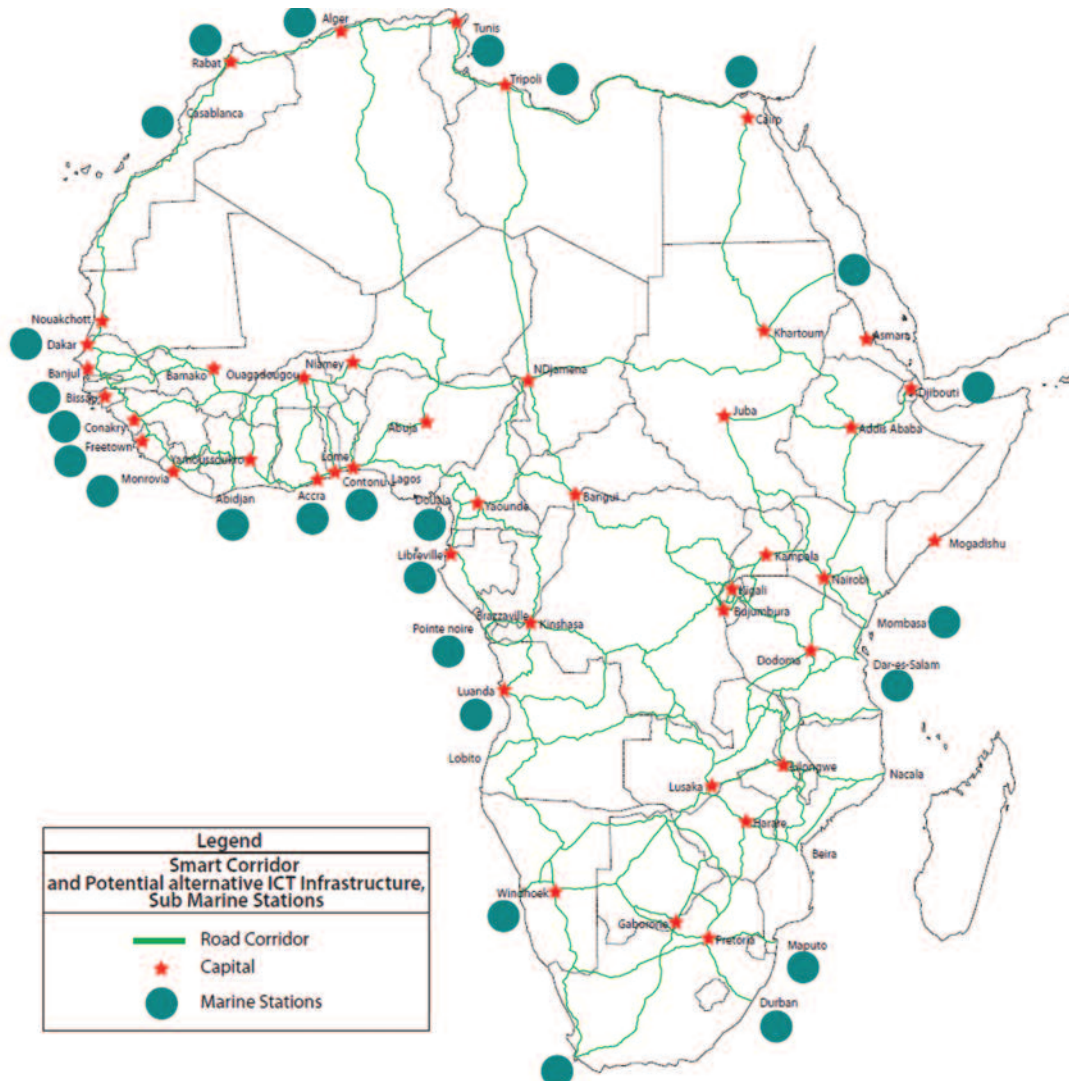 Alger
Tunis
Rabat
Tripoli
Casablanca
Cairo
Nouakchott
Khartoum
Dakar
Asmara
Banjul
Bamako
Ouagadougou
Niamey
NDjamena
Djibouti
Bissao
Juba
Conakry
Abuja
Addis Ababa
Freetown
Yamoussoukro
Lome
Monrovia
Abidjan
Accra
Contonu
Lagos
Douala
Yaounde
Bangui
Mogadishu
Libreville
Kampala
Nairobi
Kigali
Bujumbura
Brazzaville
Kinshasa
Mombasa
Pointe noire
Dodoma
Dar-es-Salam
Luanda
Lobito
Lilongwe
Nacala
Lusaka
Harare
Beira
Windhoek
Gaborone
Pretoria
Maputo
Durban
Legend
Smart Corridor
and Potential alternative ICT Infrastructure,
Sub Marine Stations
Road Corridor
Capital
Marine Stations